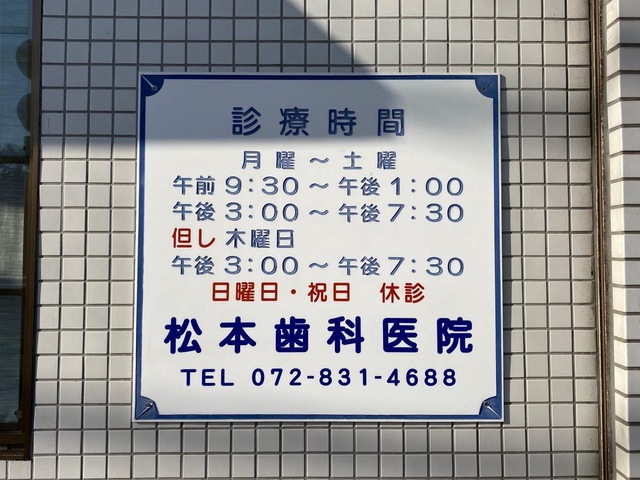 診療時間
月曜～土曜
午前9:30～午後1:00
午後3:00～午後7:30
但し木曜日
午後3:00～午後7:30
日曜日・祝日 休診
松本歯科医院
TEL 072-831-4688